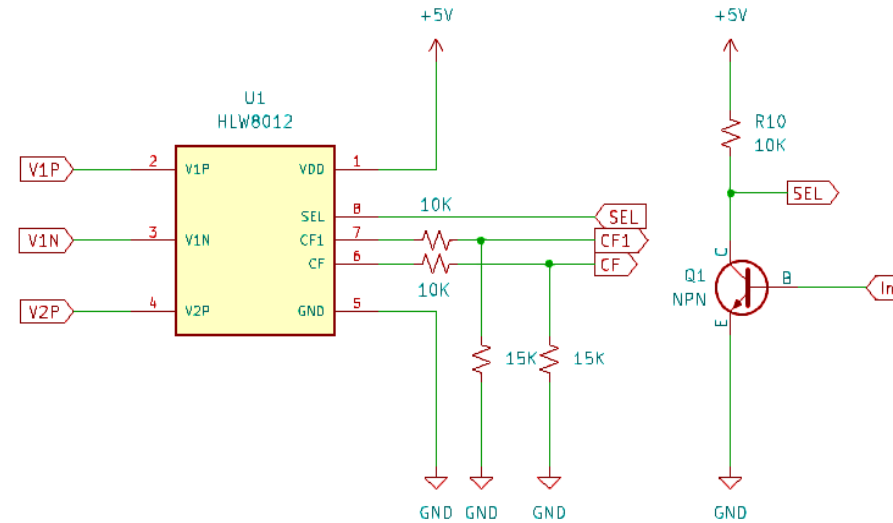 +5V
+5V
U1
HLW8012
R10
10K
V1P
2
V1P
VDD
1
SEL
8
10K
SEL
SEL
V1N
3
V1N
CF1
7
CF1
CF
6
CF
10K
C
Q1
NPN
B
In
E
V2P
4
V2P
GND
5
15K
15K
GND
GND
GND
GND